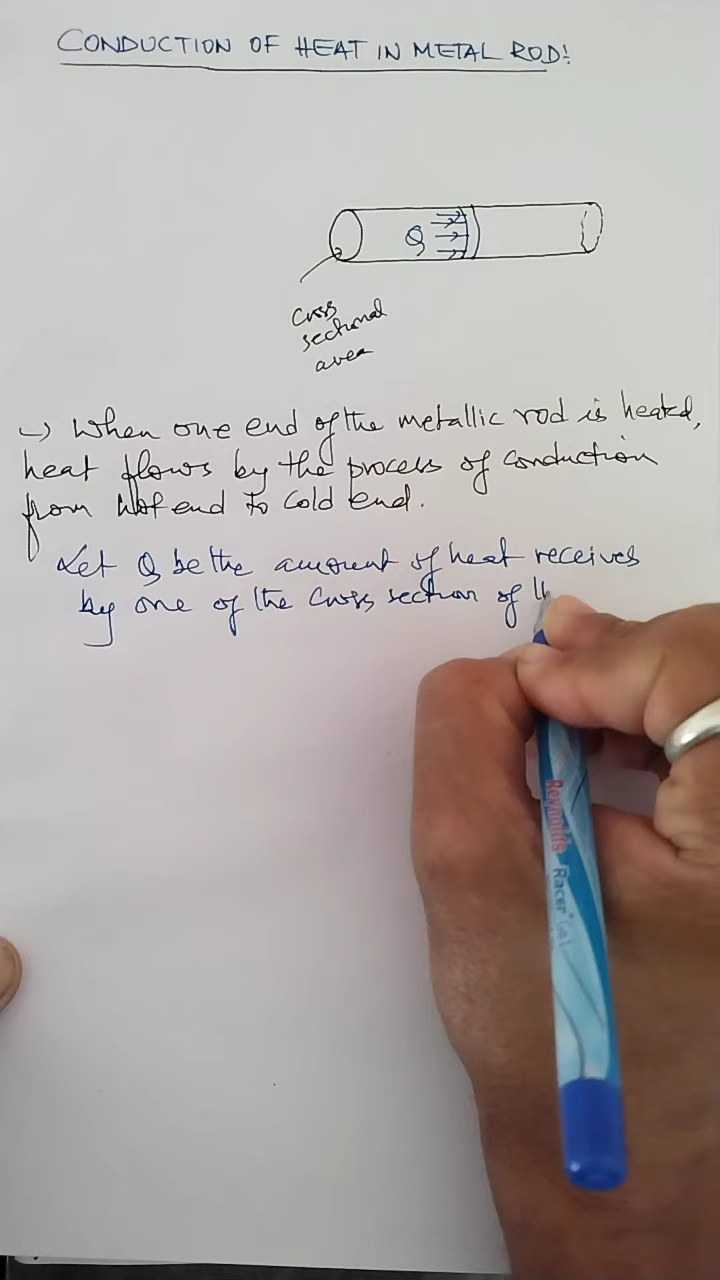 CONDUCTION OF HEAT IN METAL ROD:
Q
Cross
sectional
area
→ When one end of the metallic rod is heated,
heat flows by the process of conduction
from hot end to cold end.
Let Q be the amount of heat receives
by one of the cross section of
Reynolds Racer Gel